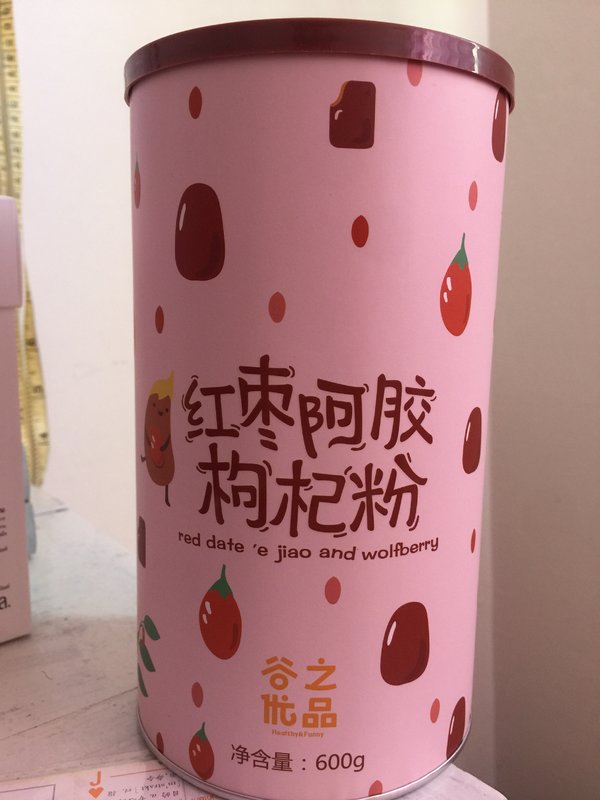 红枣阿胶
枸杞粉
red date 'e jiao and wolfberry
谷之
优品
Healthy&Funny
净含量：600g
a.